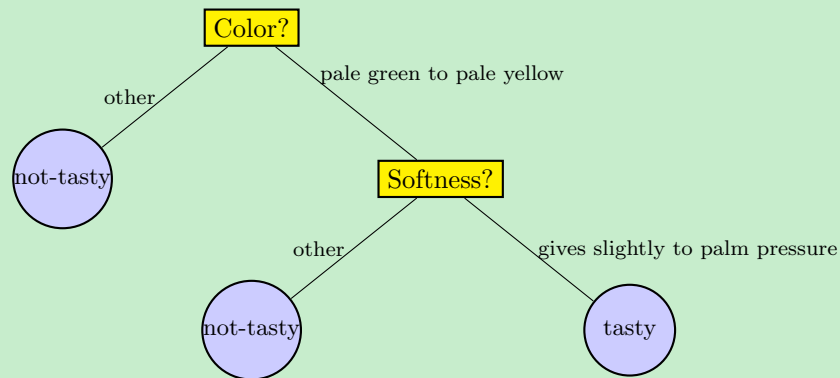 Color?
pale green to pale yellow
other
not-tasty
Softness?
other
gives slightly to palm pressure
not-tasty
tasty